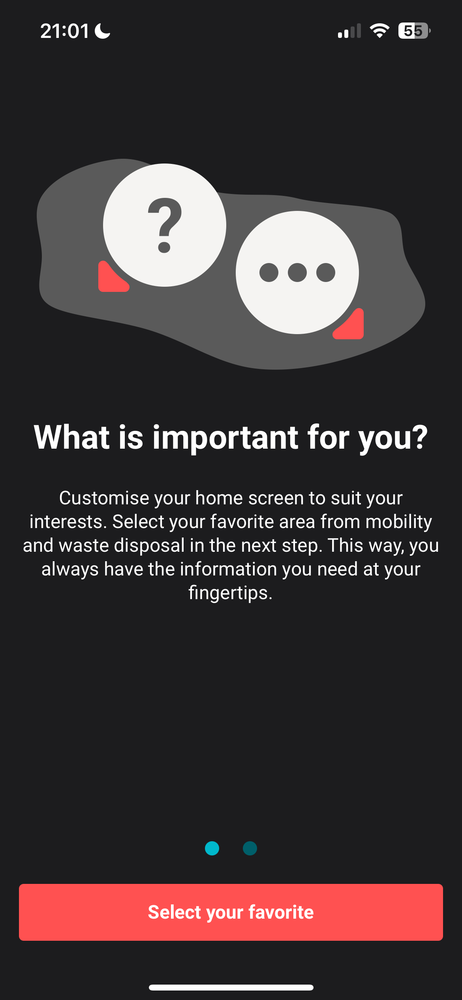 21:01
55
?
What is important for you?
Customise your home screen to suit your
interests. Select your favorite area from mobility
and waste disposal in the next step. This way, you
always have the information you need at your
fingertips.
Select your favorite